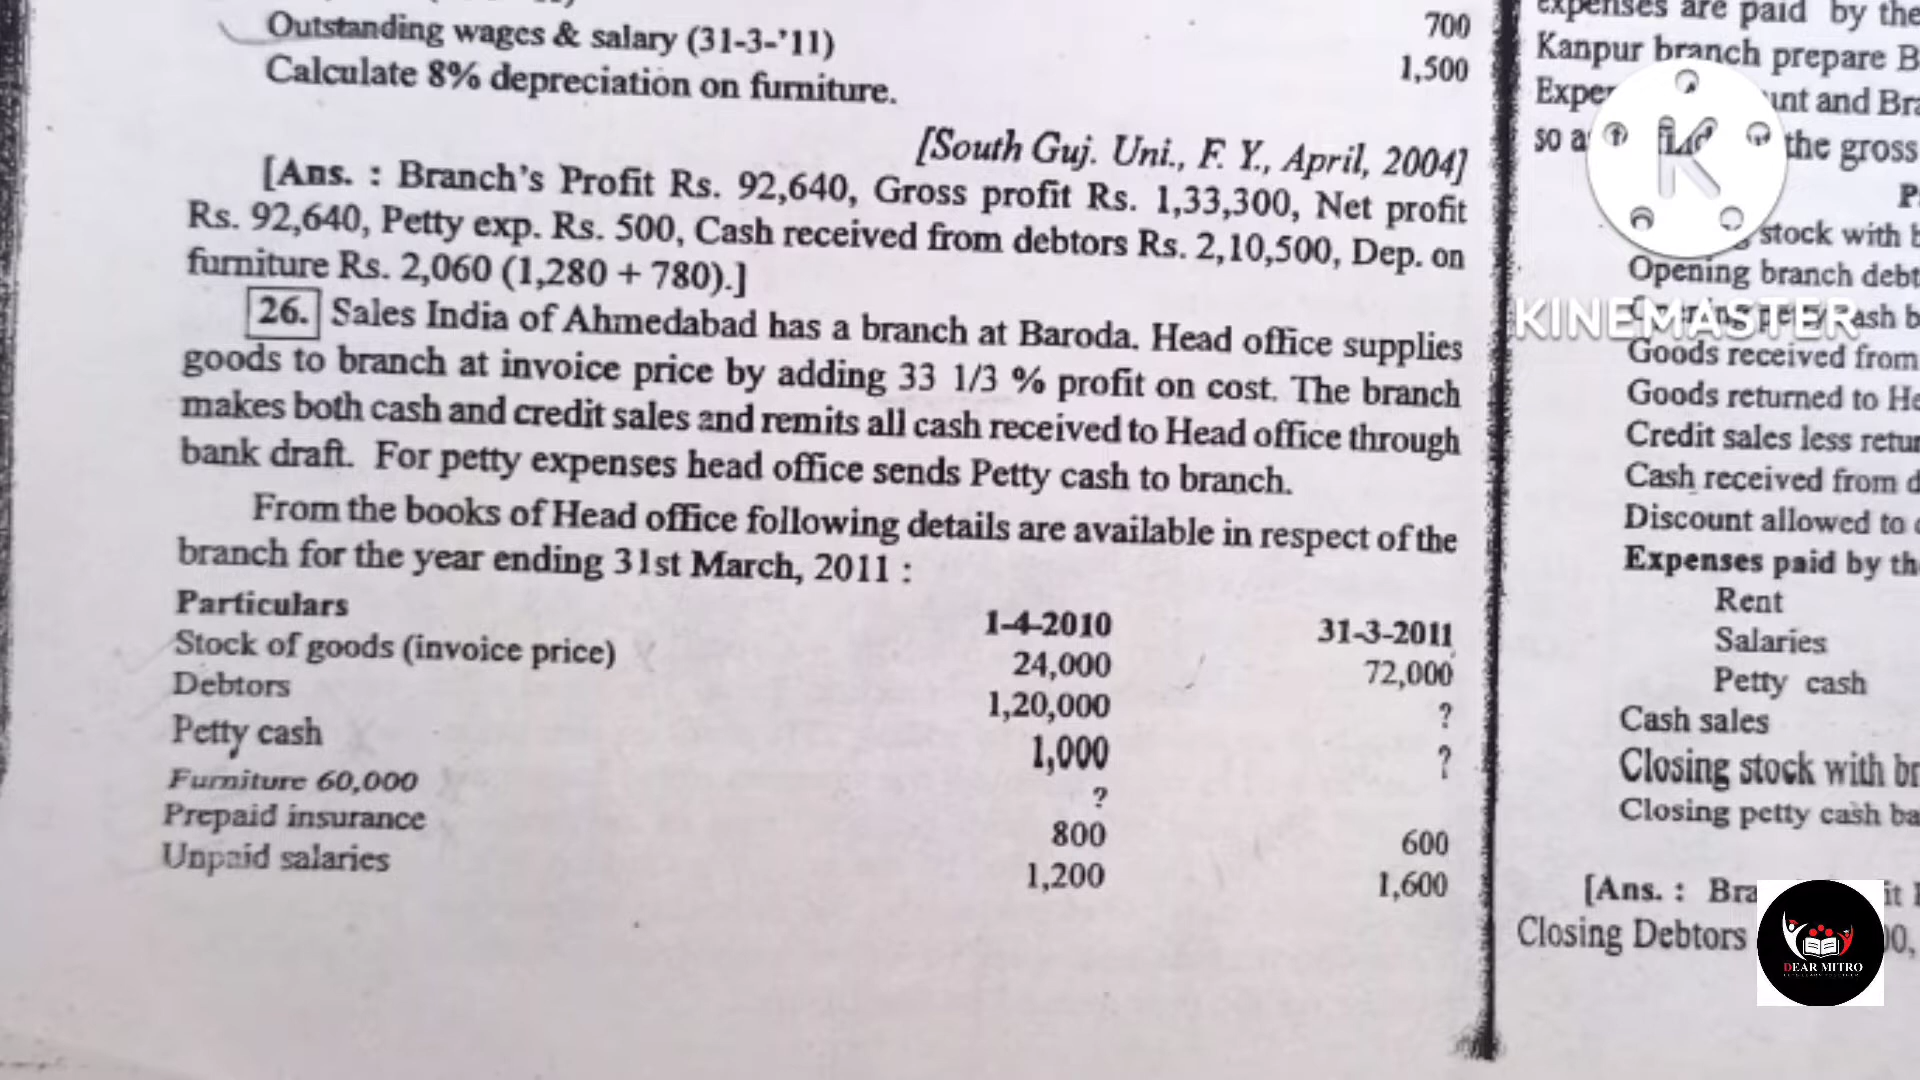 Outstanding wages & salary (31-3-'11)
700
Calculate 8% depreciation on furniture.
1,500
[South Guj. Uni., F. Y., April, 2004]
[Ans. : Branch's Profit Rs. 92,640, Gross profit Rs. 1,33,300, Net profit
Rs. 92,640, Petty exp. Rs. 500, Cash received from debtors Rs. 2,10,500, Dep. on
furniture Rs. 2,060 (1,280 + 780).]
26. Sales India of Ahmedabad has a branch at Baroda. Head office supplies
goods to branch at invoice price by adding 33 1/3 % profit on cost. The branch
makes both cash and credit sales and remits all cash received to Head office through
bank draft. For petty expenses head office sends Petty cash to branch.
From the books of Head office following details are available in respect of the
branch for the year ending 31st March, 2011 :
Particulars 1-4-2010 31-3-2011
Stock of goods (invoice price) 24,000 72,000
Debtors 1,20,000 ?
Petty cash 1,000 ?
Furniture 60,000 ?
Prepaid insurance 800 600
Unpaid salaries 1,200 1,600
expenses are paid by the
Kanpur branch prepare B
unt and Bra
so a the gross
KINEMASTER
stock with b
Opening branch debt
Goods received from
Goods returned to He
Credit sales less retur
Cash received from d
Discount allowed to
Expenses paid by th
Rent
Salaries
Petty cash
Cash sales
Closing stock with br
Closing petty cash ba
[Ans. : Bra
Closing Debtors 00,
DEAR MITRO